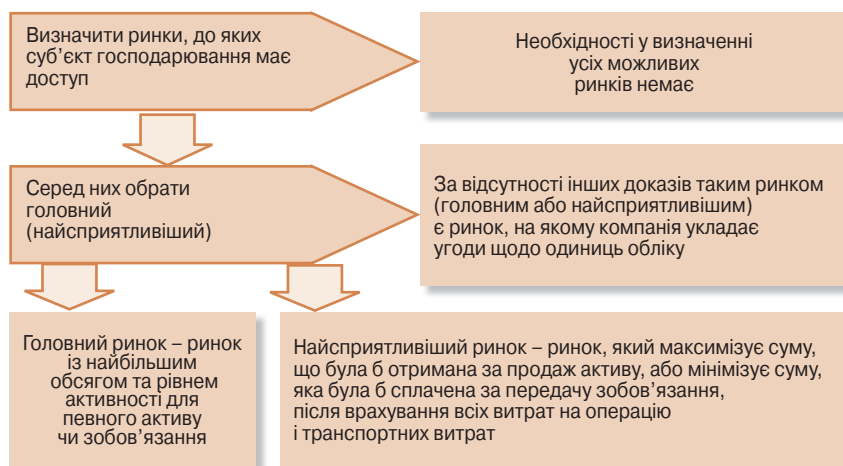 Визначити ринки, до яких
суб’єкт господарювання має
доступ
Необхідності у визначенні
усіх можливих
ринків немає
Серед них обрати
головний
(найсприятливіший)
За відсутності інших доказів таким ринком
(головним або найсприятливішим)
є ринок, на якому компанія укладає
угоди щодо одиниць обліку
Головний ринок – ринок
із найбільшим
обсягом та рівнем
активності для
певного активу
чи зобов’язання
Найсприятливіший ринок – ринок, який максимізує суму,
що була б отримана за продаж активу, або мінімізує суму,
яка була б сплачена за передачу зобов’язання,
після врахування всіх витрат на операцію
і транспортних витрат